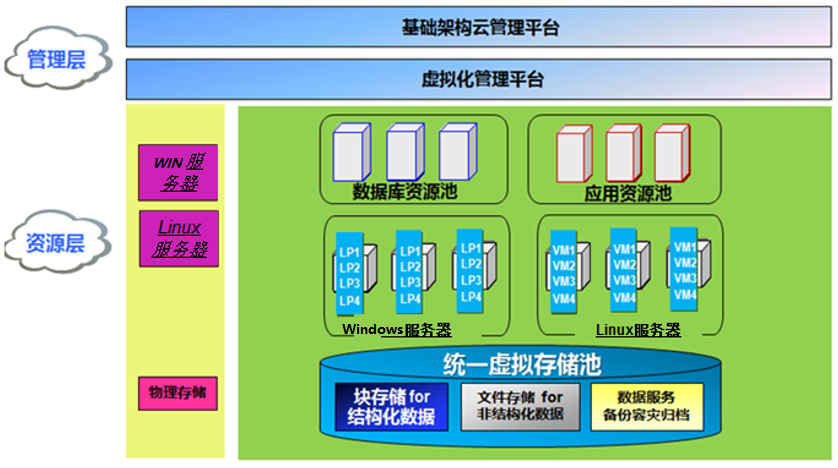 基础架构云管理平台
管理层
虚拟化管理平台
WIN 服
务器
数据库资源池
应用资源池
Linux
服务器
资源层
LP1
LP2
LP3
LP4
LP1
LP2
LP3
LP4
LP1
LP2
LP3
LP4
VM1
VM2
VM3
VM4
VM1
VM2
VM3
VM4
VM1
VM2
VM3
VM4
Windows服务器
Linux服务器
统一虚拟存储池
物理存储
块存储 for
结构化数据
文件存储 for
非结构化数据
数据服务
备份容灾归档